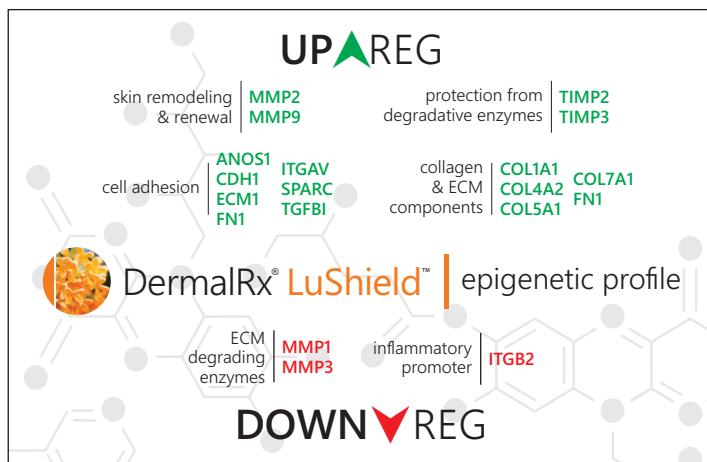 UP REG
skin remodeling
& renewal
MMP2
MMP9
protection from
degradative enzymes
TIMP2
TIMP3
cell adhesion
ANOS1
CDH1
ECM1
FN1
ITGAV
SPARC
TGFBI
collagen
& ECM
components
COL1A1
COL4A2
COL5A1
COL7A1
FN1
DermalRx® LuShield™ epigenetic profile
ECM
degrading
enzymes
MMP1
MMP3
inflammatory
promoter
ITGB2
DOWN REG